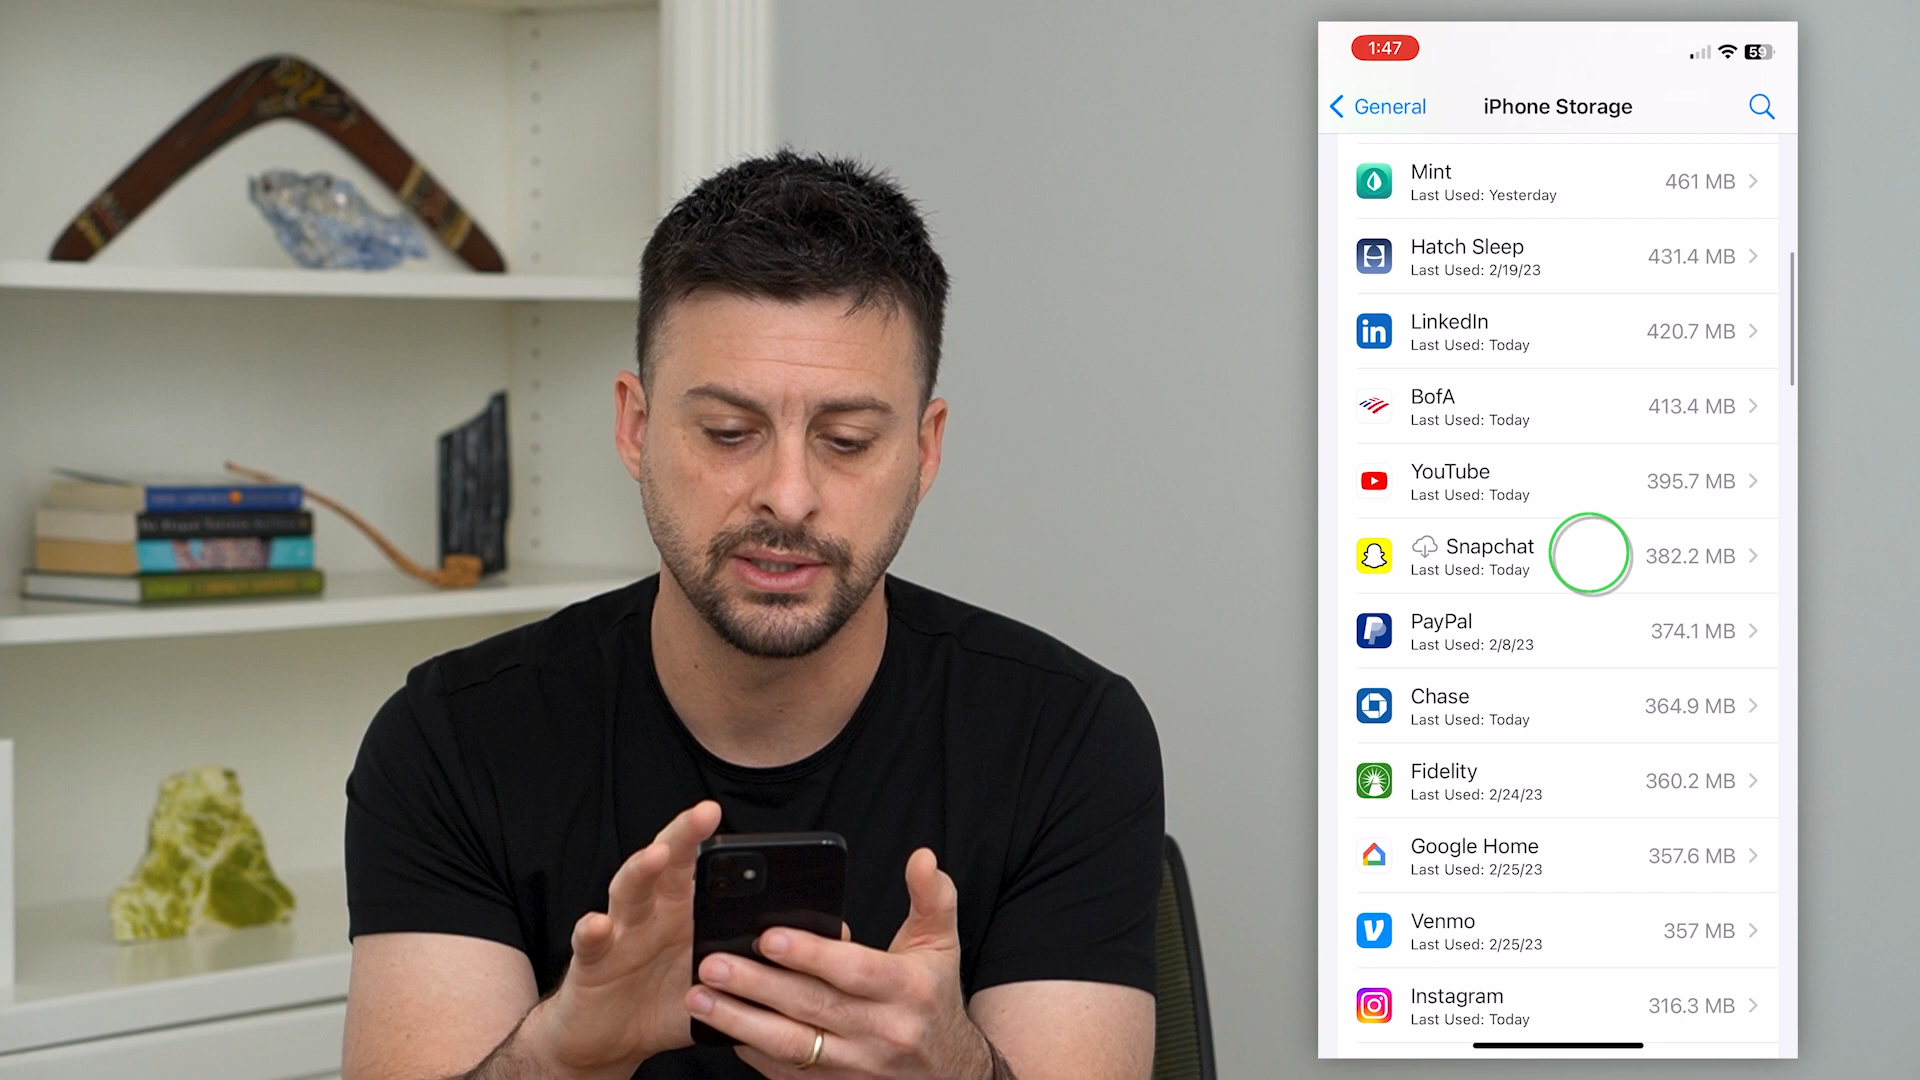 1:47
59
General
iPhone Storage
Mint
461 MB
Last Used: Yesterday
Hatch Sleep
431.4 MB
Last Used: 2/19/23
LinkedIn
420.7 MB
Last Used: Today
BofA
413.4 MB
Last Used: Today
YouTube
395.7 MB
Last Used: Today
Snapchat
382.2 MB
Last Used: Today
PayPal
374.1 MB
Last Used: 2/8/23
Chase
364.9 MB
Last Used: Today
Fidelity
360.2 MB
Last Used: 2/24/23
Google Home
357.6 MB
Last Used: 2/25/23
Venmo
357 MB
Last Used: 2/25/23
Instagram
316.3 MB
Last Used: Today